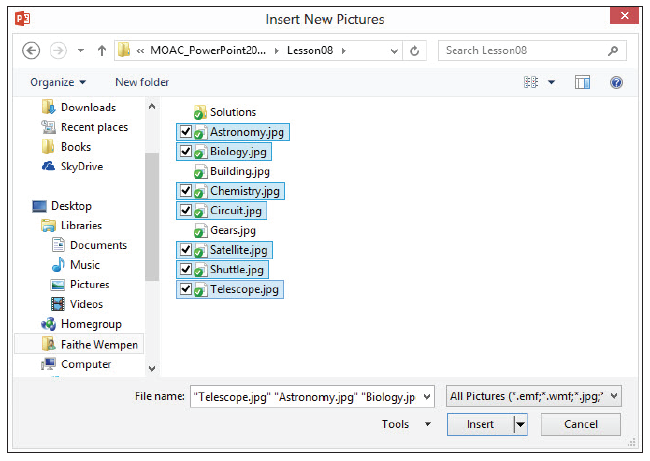 Insert New Pictures
« MOAC_PowerPoint20... Lesson08 Search Lesson08
Organize New folder
Downloads
Recent places
Books
SkyDrive
Desktop
Libraries
Documents
Music
Pictures
Videos
Homegroup
Faithe Wempen
Computer
Solutions
Astronomy.jpg
Biology.jpg
Building.jpg
Chemistry.jpg
Circuit.jpg
Gears.jpg
Satellite.jpg
Shuttle.jpg
Telescope.jpg
File name: "Telescope.jpg" "Astronomy.jpg" "Biology.jp All Pictures (*.emf;*.wmf;*.jpg;*
Tools Insert Cancel